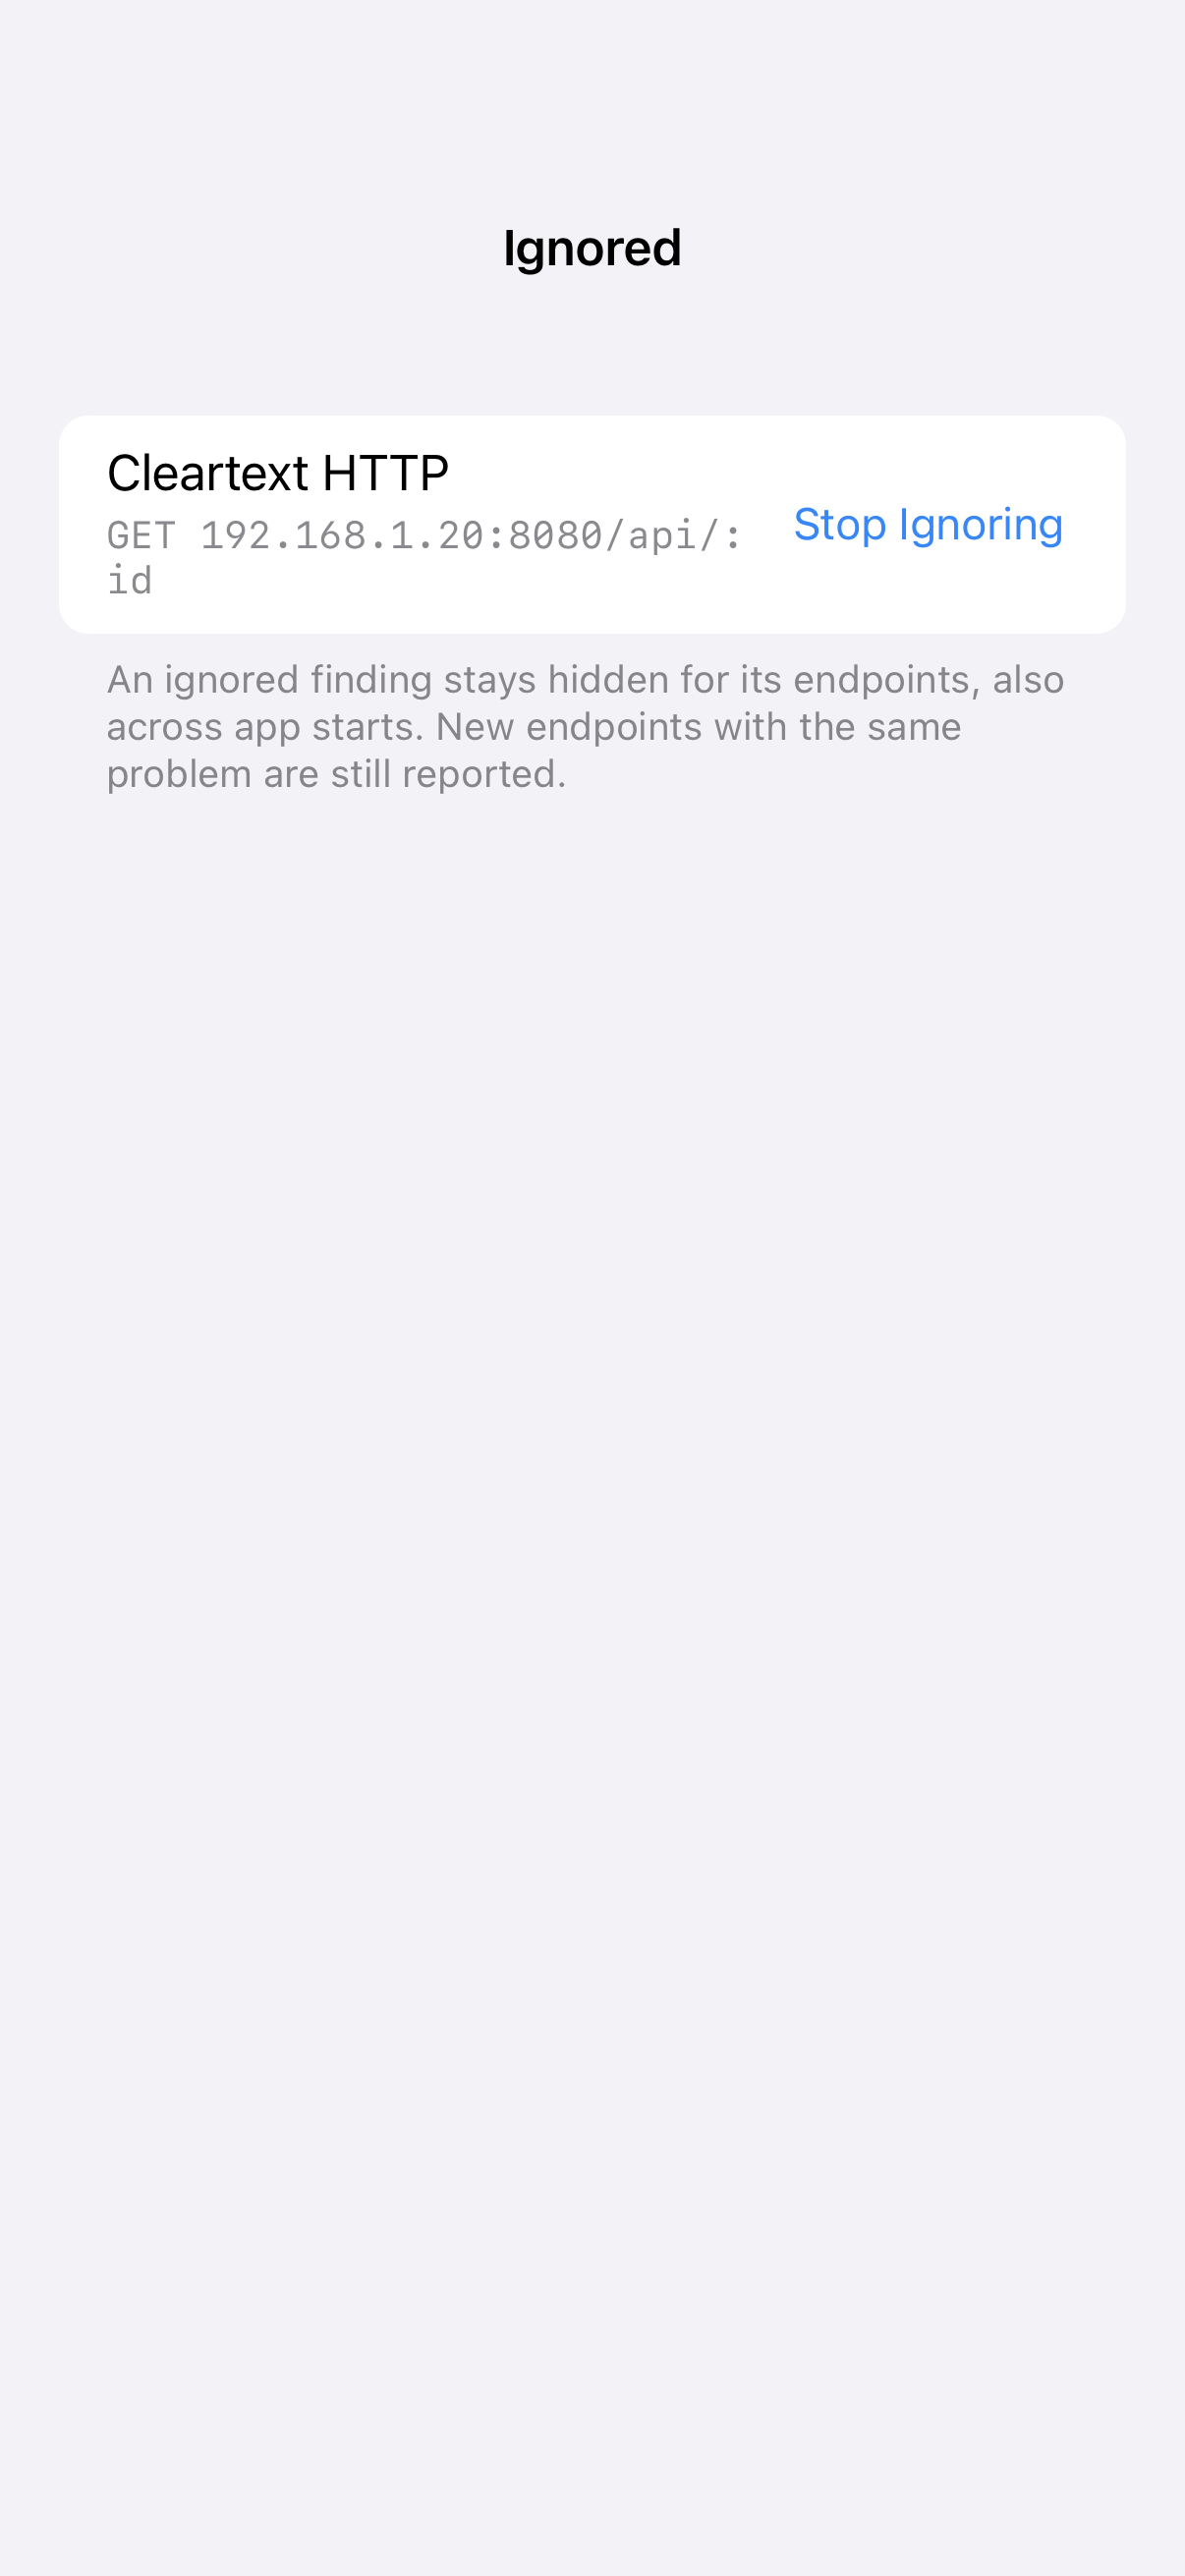 Ignored
Cleartext HTTP
GET 192.168.1.20:8080/api/:
id
Stop Ignoring
An ignored finding stays hidden for its endpoints, also
across app starts. New endpoints with the same
problem are still reported.